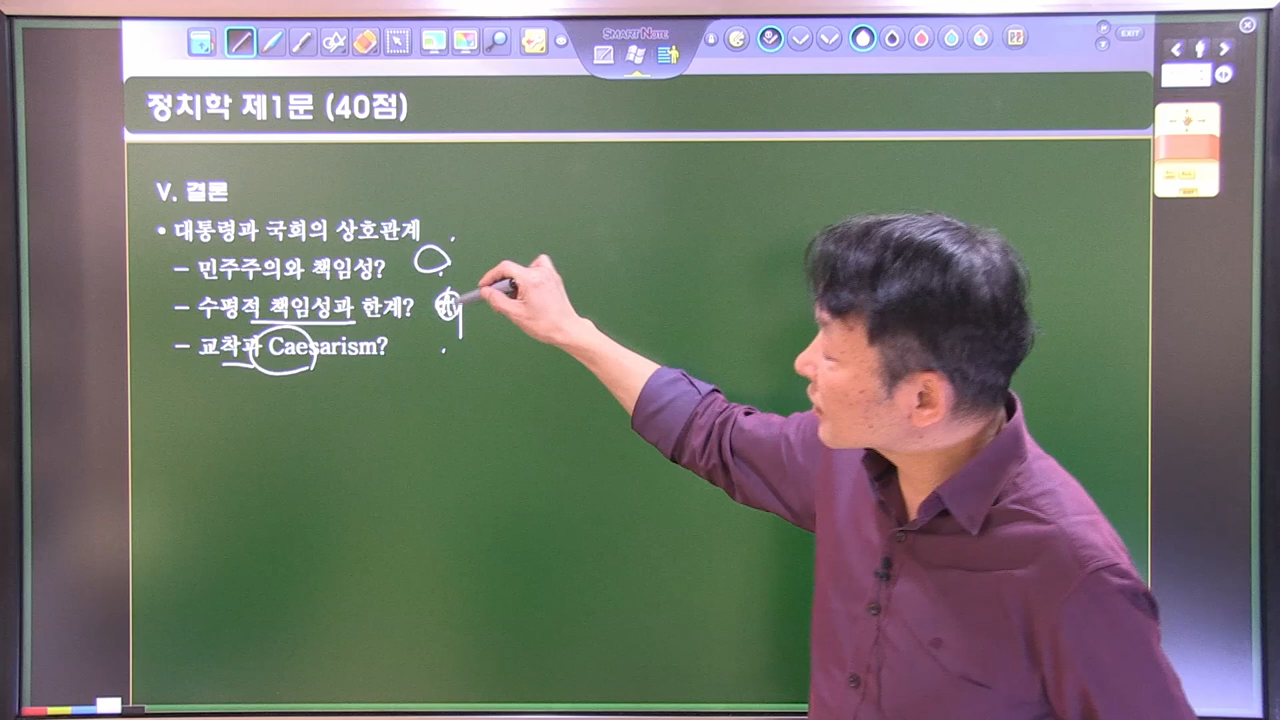 SMART NOTE
EXIT
정치학 제1문 (40점)
V. 결론
• 대통령과 국회의 상호관계
– 민주주의와 책임성?
– 수평적 책임성과 한계?
– 교착과 Caesarism?